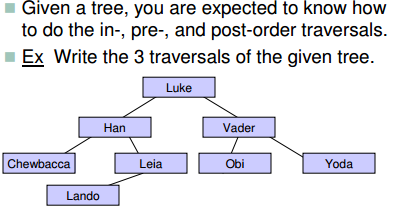 Given a tree, you are expected to know how
to do the in-, pre-, and post-order traversals.
Ex Write the 3 traversals of the given tree.
Luke
Han Vader
Chewbacca Leia Obi Yoda
Lando